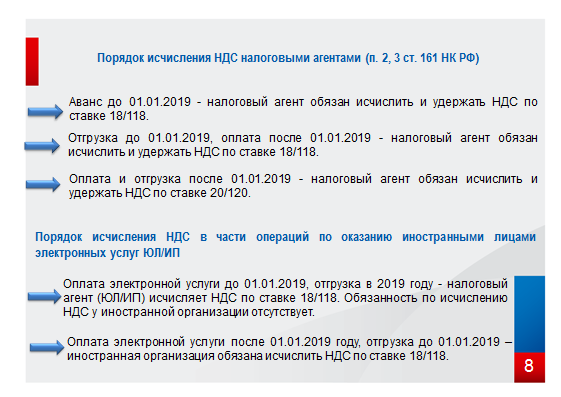 Порядок исчисления НДС налоговыми агентами (п. 2, 3 ст. 161 НК РФ)
Аванс до 01.01.2019 - налоговый агент обязан исчислить и удержать НДС по
ставке 18/118.
Отгрузка до 01.01.2019, оплата после 01.01.2019 - налоговый агент обязан
исчислить и удержать НДС по ставке 18/118.
Оплата и отгрузка после 01.01.2019 - налоговый агент обязан исчислить и
удержать НДС по ставке 20/120.
Порядок исчисления НДС в части операций по оказанию иностранными лицами
электронных услуг ЮЛ/ИП
Оплата электронной услуги до 01.01.2019, отгрузка в 2019 году - налоговый
агент (ЮЛ/ИП) исчисляет НДС по ставке 18/118. Обязанность по исчислению
НДС у иностранной организации отсутствует.
Оплата электронной услуги после 01.01.2019 году, отгрузка до 01.01.2019 –
иностранная организация обязана исчислить НДС по ставке 18/118.
8